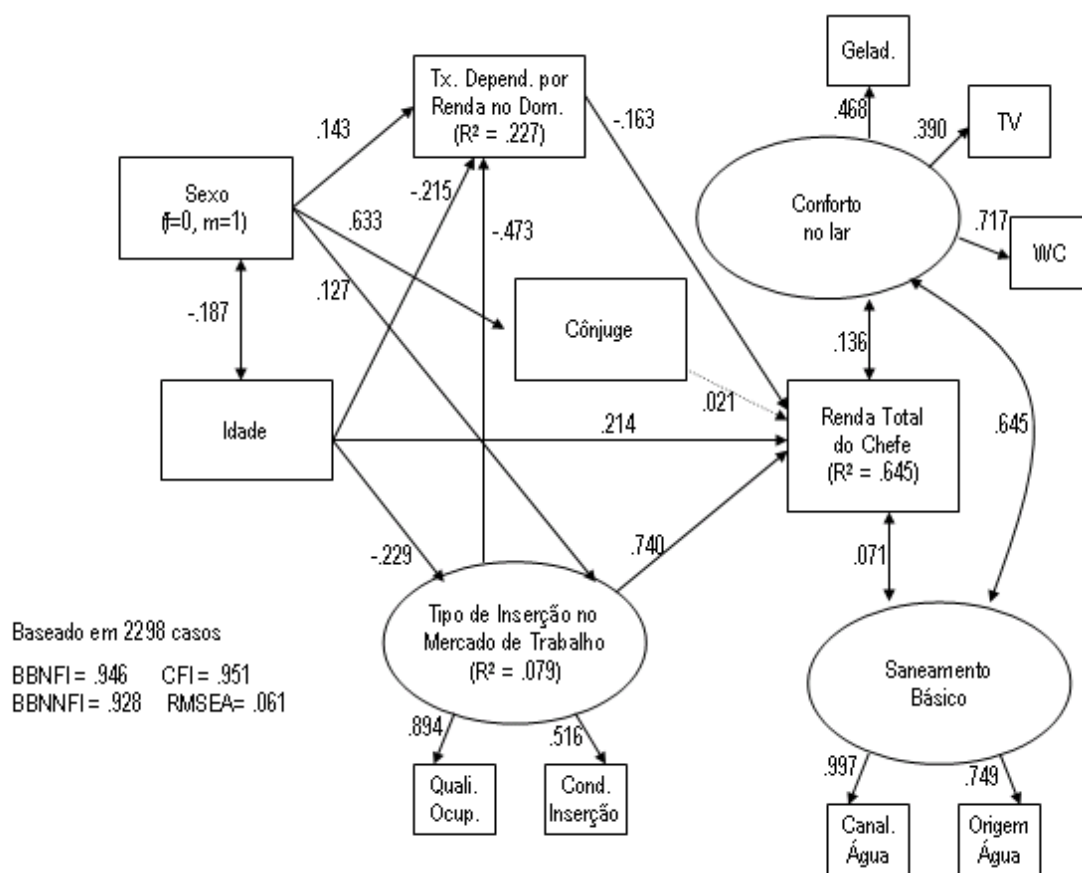 Gelad.
.468
.390
TV
Tx. Depend. por
Renda no Dom.
(R² = .227)
-.163
.143
Sexo
(f=0, m=1)
-.215
.633
-.473
Conforto
no lar
.717
WC
.127
-.187
Cônjuge
.136
.021
Idade
.214
Renda Total
do Chefe
(R² = .645)
.645
-.229
.740
.071
Tipo de Inserção no
Mercado de Trabalho
(R² = .079)
Baseado em 2298 casos
BBNFI = .946 CFI = .951
BBNNFI = .928 RMSEA= .061
Saneamento
Básico
.894
.516
.997
.749
Quali.
Ocup.
Cond.
Inserção
Canal.
Água
Origem
Água